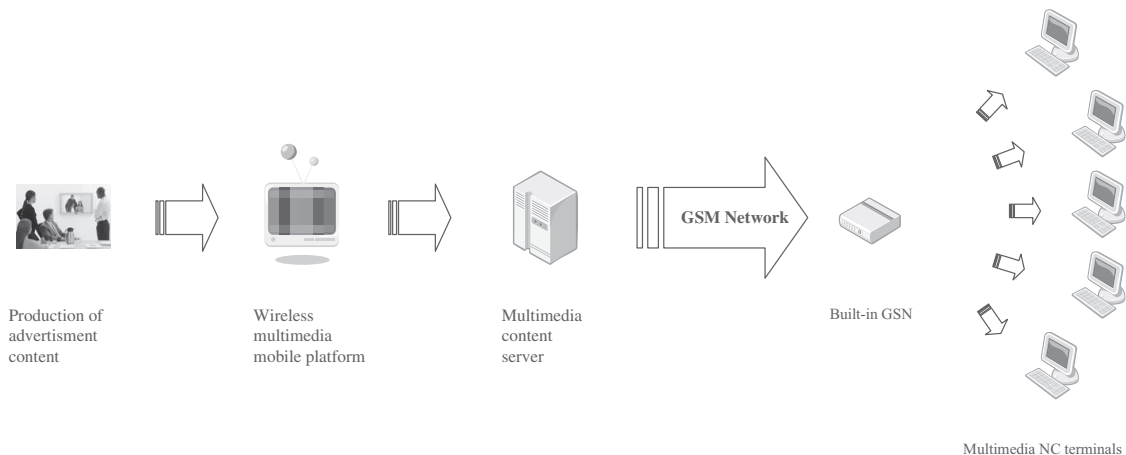 GSM Network
Production of
advertisment
content
Wireless
multimedia
mobile platform
Multimedia
content
server
Built-in GSN
Multimedia NC terminals